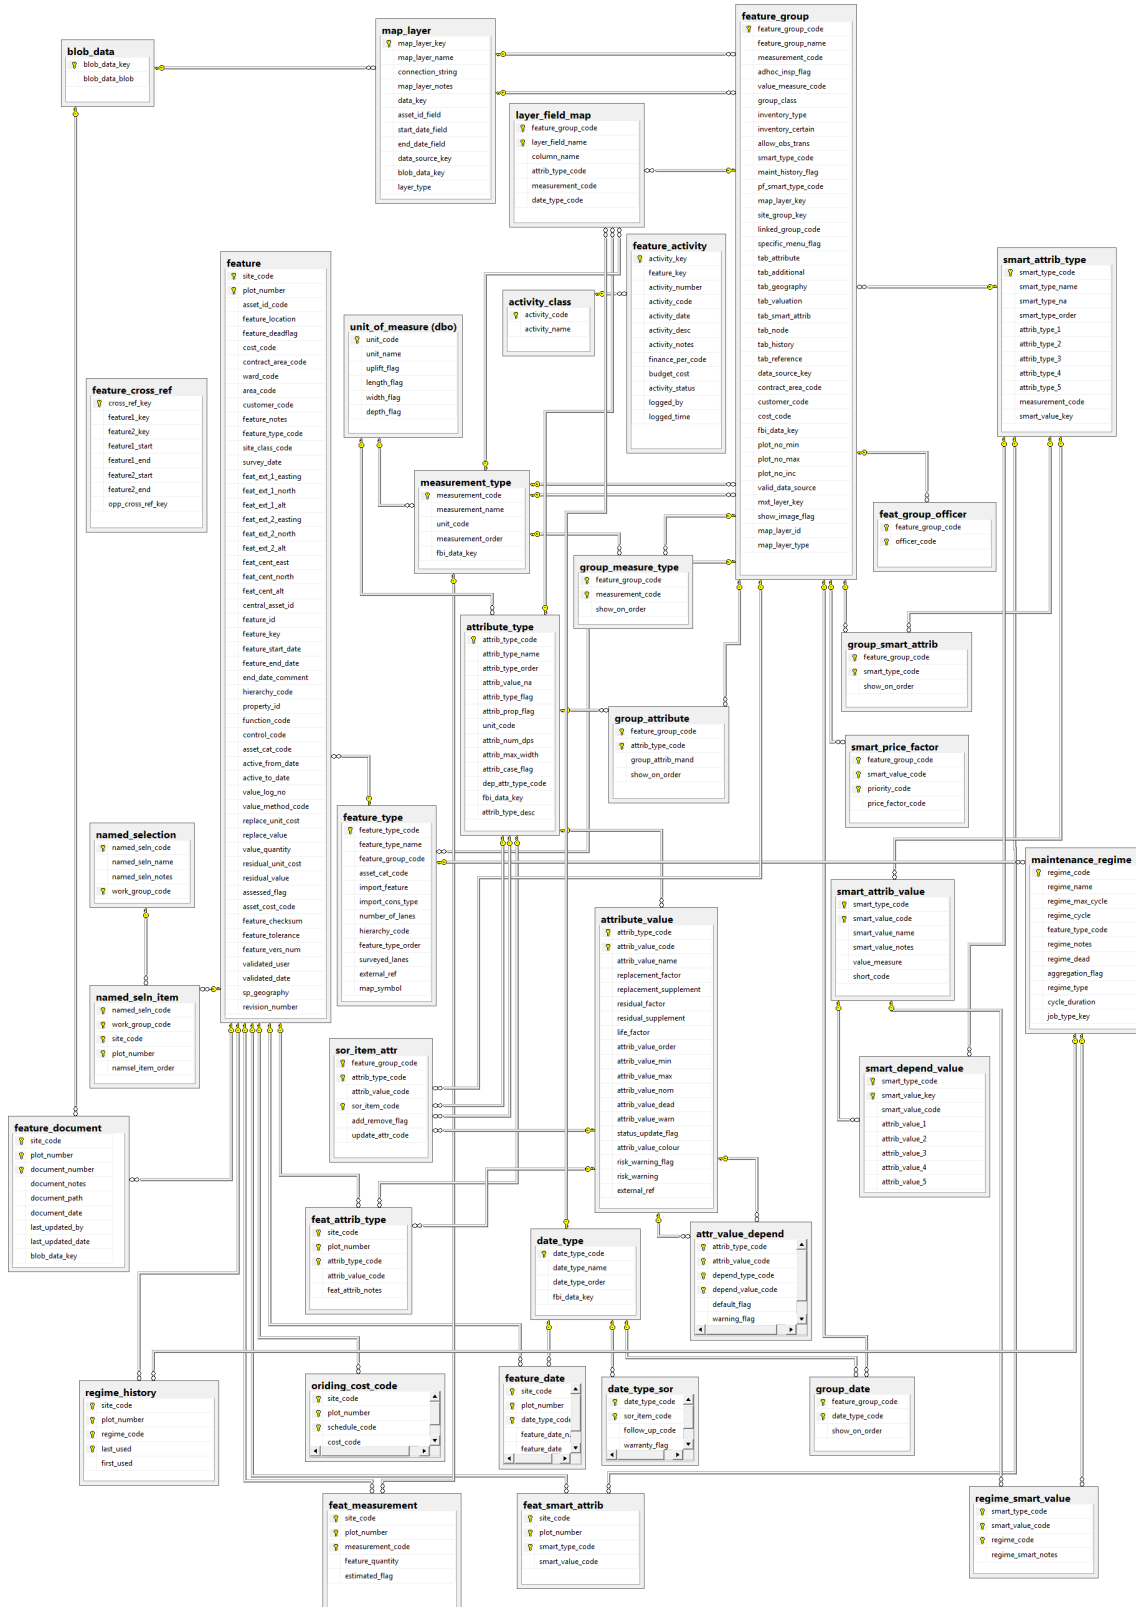 blob_data
blob_data_key
blob_data_blob
map_layer
map_layer_key
map_layer_name
connection_string
map_layer_notes
data_key
asset_id_field
start_date_field
end_date_field
data_source_key
blob_data_key
layer_type
feature_group
feature_group_code
feature_group_name
measurement_code
adhoc_insp_flag
value_measure_code
group_class
inventory_type
inventory_certain
allow_obs_trans
smart_type_code
maint_history_flag
pf_smart_type_code
map_layer_key
site_group_key
linked_group_code
specific_menu_flag
tab_attribute
tab_additional
tab_geography
tab_valuation
tab_smart_attrib
tab_node
tab_history
tab_reference
data_source_key
contract_area_code
customer_code
cost_code
fbi_data_key
plot_no_min
plot_no_max
plot_no_inc
valid_data_source
mxt_layer_key
show_image_flag
map_layer_id
map_layer_type
layer_field_map
feature_group_code
layer_field_name
column_name
attrib_type_code
measurement_code
date_type_code
feature_activity
activity_key
feature_key
activity_number
activity_code
activity_date
activity_desc
activity_notes
finance_per_code
budget_cost
activity_status
logged_by
logged_time
activity_class
activity_code
activity_name
smart_attrib_type
smart_type_code
smart_type_name
smart_type_na
smart_type_order
attrib_type_1
attrib_type_2
attrib_type_3
attrib_type_4
attrib_type_5
measurement_code
smart_value_key
feature
site_code
plot_number
asset_id_code
feature_location
feature_deadflag
cost_code
contract_area_code
ward_code
area_code
customer_code
feature_notes
feature_type_code
site_class_code
survey_date
feat_ext_1_easting
feat_ext_1_north
feat_ext_1_alt
feat_ext_2_easting
feat_ext_2_north
feat_ext_2_alt
feat_cent_east
feat_cent_north
feat_cent_alt
central_asset_id
feature_id
feature_key
feature_start_date
feature_end_date
end_date_comment
hierarchy_code
property_id
function_code
control_code
asset_cat_code
active_from_date
active_to_date
value_log_no
value_method_code
replace_unit_cost
replace_value
value_quantity
residual_unit_cost
residual_value
assessed_flag
asset_cost_code
feature_checksum
feature_tolerance
feature_vers_num
validated_user
validated_date
sp_geography
revision_number
unit_of_measure (dbo)
unit_code
unit_name
uplift_flag
length_flag
width_flag
depth_flag
feature_cross_ref
cross_ref_key
feature1_key
feature2_key
feature1_start
feature1_end
feature2_start
feature2_end
opp_cross_ref_key
measurement_type
measurement_code
measurement_name
unit_code
measurement_order
fbi_data_key
feat_group_officer
feature_group_code
officer_code
group_measure_type
feature_group_code
measurement_code
show_on_order
attribute_type
attrib_type_code
attrib_type_name
attrib_type_order
attrib_value_na
attrib_type_flag
attrib_prop_flag
unit_code
attrib_num_dps
attrib_max_width
attrib_case_flag
dep_attr_type_code
fbi_data_key
attrib_type_desc
group_smart_attrib
feature_group_code
smart_type_code
show_on_order
group_attribute
feature_group_code
attrib_type_code
group_attrib_mand
show_on_order
smart_price_factor
feature_group_code
smart_value_code
priority_code
price_factor_code
feature_type
feature_type_code
feature_type_name
feature_group_code
asset_cat_code
import_feature
import_cons_type
number_of_lanes
hierarchy_code
feature_type_order
surveyed_lanes
external_ref
map_symbol
named_selection
named_seln_code
named_seln_name
named_seln_notes
work_group_code
maintenance_regime
regime_code
regime_name
regime_max_cycle
regime_cycle
feature_type_code
regime_notes
regime_dead
aggregation_flag
regime_type
cycle_duration
job_type_key
smart_attrib_value
smart_type_code
smart_value_code
smart_value_name
smart_value_notes
value_measure
short_code
attribute_value
attrib_type_code
attrib_value_code
attrib_value_name
replacement_factor
replacement_supplement
residual_factor
residual_supplement
life_factor
attrib_value_order
attrib_value_min
attrib_value_max
attrib_value_nom
attrib_value_dead
attrib_value_warn
status_update_flag
attrib_value_colour
risk_warning_flag
risk_warning
external_ref
named_seln_item
named_seln_code
work_group_code
site_code
plot_number
namsel_item_order
sor_item_attr
feature_group_code
attrib_type_code
attrib_value_code
sor_item_code
add_remove_flag
update_attr_code
smart_depend_value
smart_type_code
smart_value_key
smart_value_code
attrib_value_1
attrib_value_2
attrib_value_3
attrib_value_4
attrib_value_5
feature_document
site_code
plot_number
document_number
document_notes
document_path
document_date
last_updated_by
last_updated_date
blob_data_key
feat_attrib_type
site_code
plot_number
attrib_type_code
attrib_value_code
feat_attrib_notes
date_type
date_type_code
date_type_name
date_type_order
fbi_data_key
attr_value_depend
attrib_type_code
attrib_value_code
depend_type_code
depend_value_code
default_flag
warning_flag
regime_history
site_code
plot_number
regime_code
last_used
first_used
oriding_cost_code
site_code
plot_number
schedule_code
cost_code
feature_date
site_code
plot_number
date_type_code
feature_date_n
feature_date
date_type_sor
date_type_code
sor_item_code
follow_up_code
warranty_flag
group_date
feature_group_code
date_type_code
show_on_order
feat_measurement
site_code
plot_number
measurement_code
feature_quantity
estimated_flag
feat_smart_attrib
site_code
plot_number
smart_type_code
smart_value_code
regime_smart_value
smart_type_code
smart_value_code
regime_code
regime_smart_notes